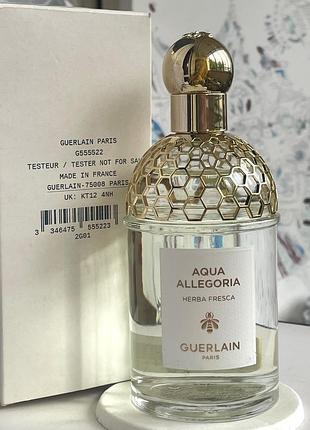 GUERLAIN PARIS
G555522
TESTEUR / TESTER NOT FOR SA
MADE IN FRANCE
GUERLAIN-75008 PARIS
UK: KT12 4NH
3 346475 555223
2G01
AQUA
ALLEGORIA
HERBA FRESCA
GUERLAIN
PARIS